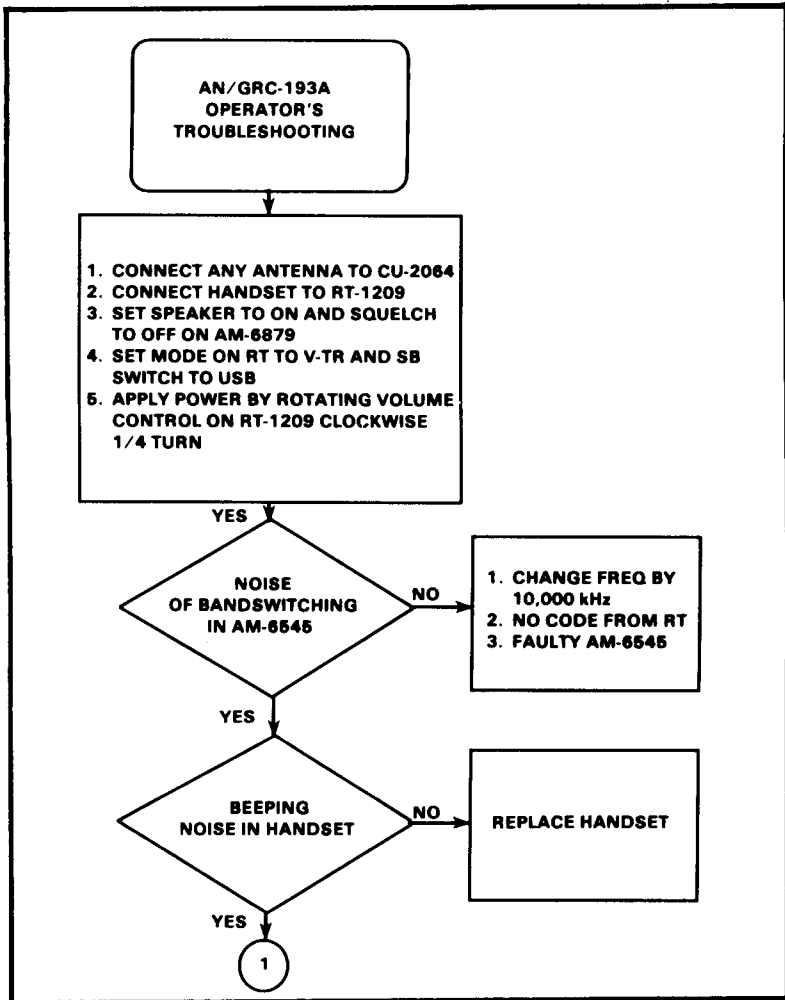 AN/GRC-193A
OPERATOR'S
TROUBLESHOOTING
1. CONNECT ANY ANTENNA TO CU-2064
2. CONNECT HANDSET TO RT-1209
3. SET SPEAKER TO ON AND SQUELCH
TO OFF ON AM-6879
4. SET MODE ON RT TO V-TR AND SB
SWITCH TO USB
5. APPLY POWER BY ROTATING VOLUME
CONTROL ON RT-1209 CLOCKWISE
1/4 TURN
YES
NOISE
OF BANDSWITCHING
IN AM-6545
NO
1. CHANGE FREQ BY
10,000 kHz
2. NO CODE FROM RT
3. FAULTY AM-6545
YES
BEEPING
NOISE IN HANDSET
NO
REPLACE HANDSET
YES
1